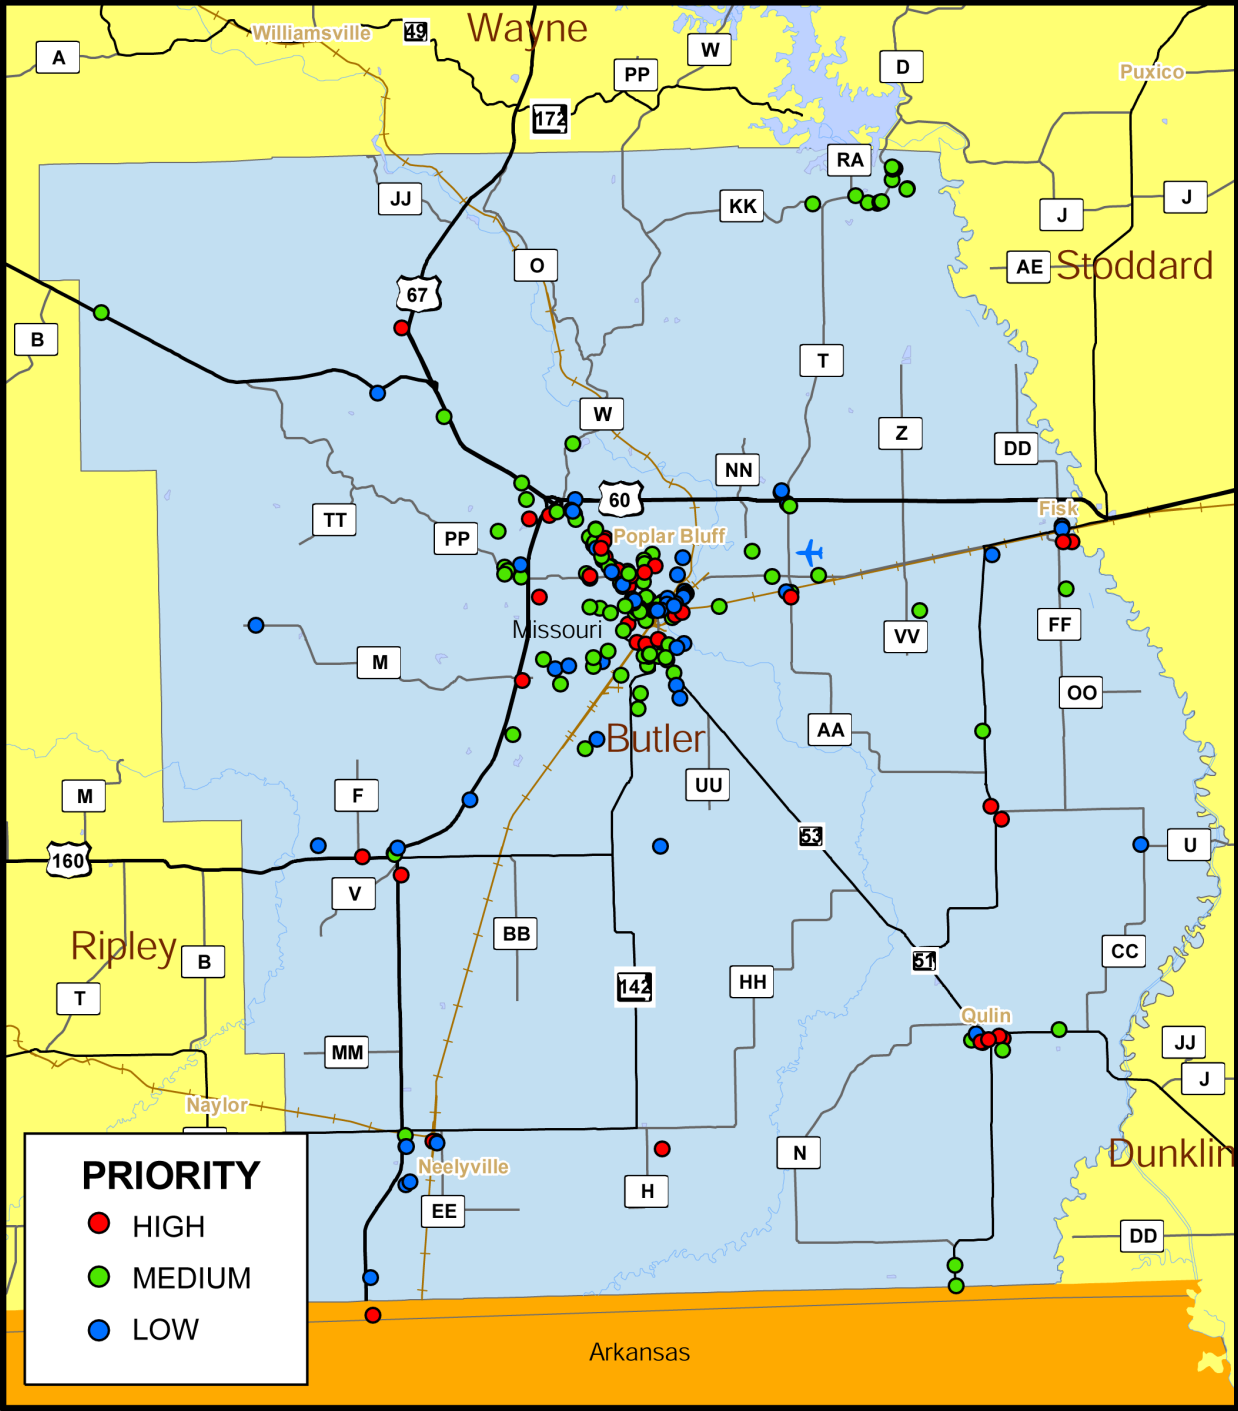 Wayne
Williamsville
49
W
A
PP
D
Puxico
172
RA
JJ
KK
J
J
O
AE
Stoddard
67
B
T
W
Z
DD
NN
60
Fisk
TT
PP
Poplar Bluff
Missouri
FF
VV
M
OO
AA
Butler
UU
M
F
53
U
160
V
BB
Ripley
B
CC
51
T
142
HH
Qulin
MM
JJ
J
Naylor
N
Dunklin
Neelyville
H
EE
DD
PRIORITY
HIGH
MEDIUM
LOW
Arkansas